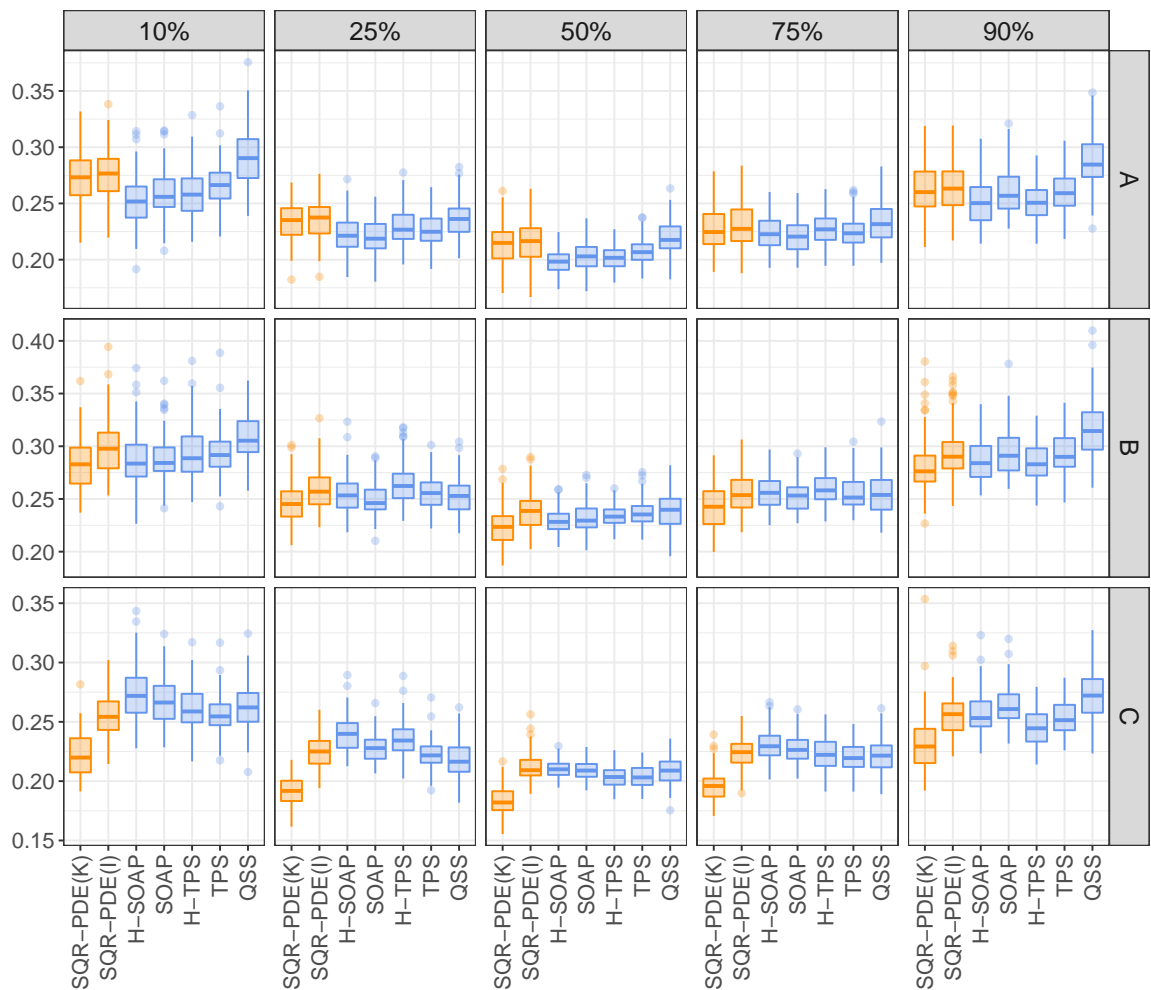 10% 25% 50% 75% 90%
0.35
0.30
0.25
0.20
A
0.40
0.35
0.30
0.25
0.20
B
0.35
0.30
0.25
0.20
0.15
C
SQR−PDE(K) SQR−PDE(I) H−SOAP SOAP H−TPS TPS QSS SQR−PDE(K) SQR−PDE(I) H−SOAP SOAP H−TPS TPS QSS SQR−PDE(K) SQR−PDE(I) H−SOAP SOAP H−TPS TPS QSS SQR−PDE(K) SQR−PDE(I) H−SOAP SOAP H−TPS TPS QSS SQR−PDE(K) SQR−PDE(I) H−SOAP SOAP H−TPS TPS QSS